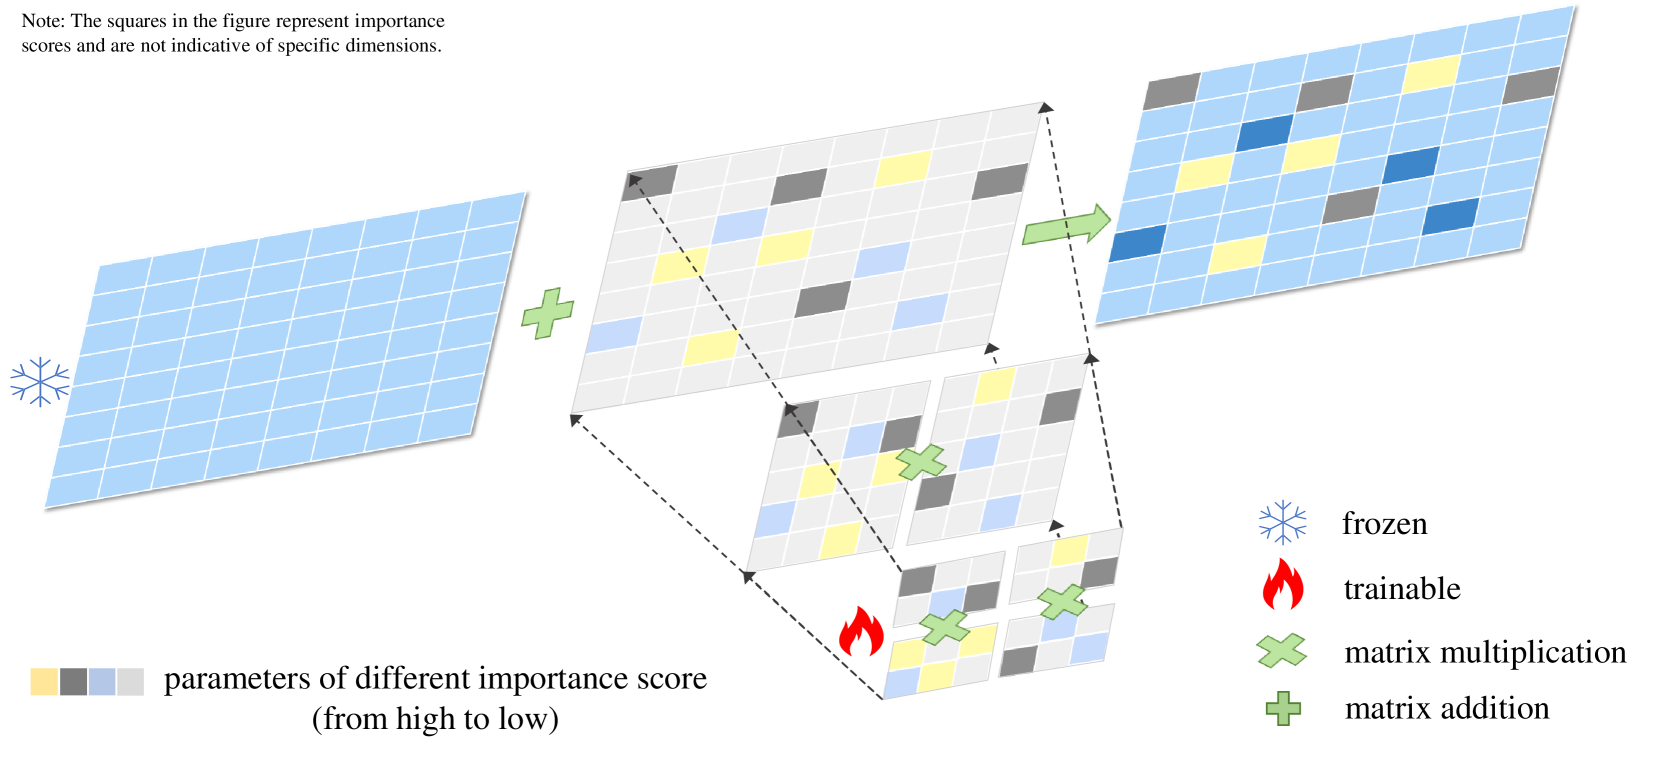 Note: The squares in the figure represent importance
scores and are not indicative of specific dimensions.
frozen
trainable
matrix multiplication
matrix addition
parameters of different importance score
(from high to low)